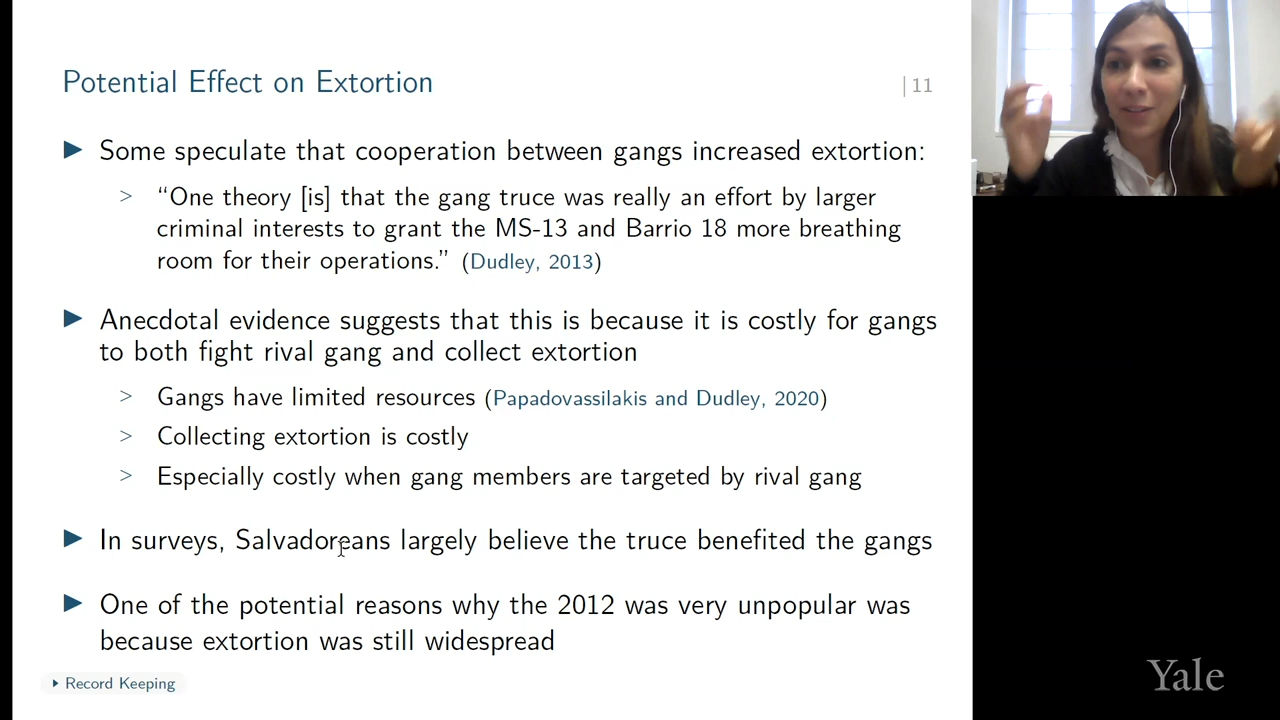 Potential Effect on Extortion
| 11
▶ Some speculate that cooperation between gangs increased extortion:
> “One theory [is] that the gang truce was really an effort by larger
criminal interests to grant the MS-13 and Barrio 18 more breathing
room for their operations.” (Dudley, 2013)
▶ Anecdotal evidence suggests that this is because it is costly for gangs
to both fight rival gang and collect extortion
> Gangs have limited resources (Papadovassilakis and Dudley, 2020)
> Collecting extortion is costly
> Especially costly when gang members are targeted by rival gang
▶ In surveys, Salvadoreans largely believe the truce benefited the gangs
▶ One of the potential reasons why the 2012 was very unpopular was
because extortion was still widespread
▶ Record Keeping
Yale